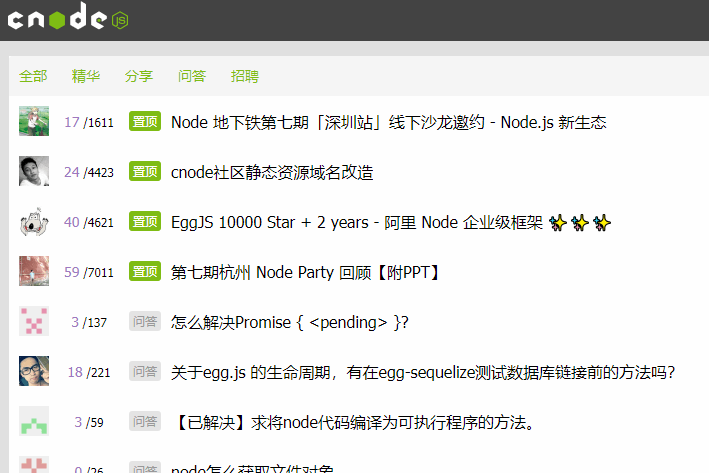 cnode JS
全部 精华 分享 问答 招聘
17 /1611 置顶 Node 地下铁第七期「深圳站」线下沙龙邀约 - Node.js 新生态
24 /4423 置顶 cnode社区静态资源域名改造
40 /4621 置顶 EggJS 10000 Star + 2 years - 阿里 Node 企业级框架 ✨ ✨ ✨
59 /7011 置顶 第七期杭州 Node Party 回顾【附PPT】
3 /137 问答 怎么解决Promise { <pending> }?
18 /221 问答 关于egg.js 的生命周期，有在egg-sequelize测试数据库链接前的方法吗?
3 /59 问答 【已解决】求将node代码编译为可执行程序的方法。
0 /26 问答 node怎么获取文件对象